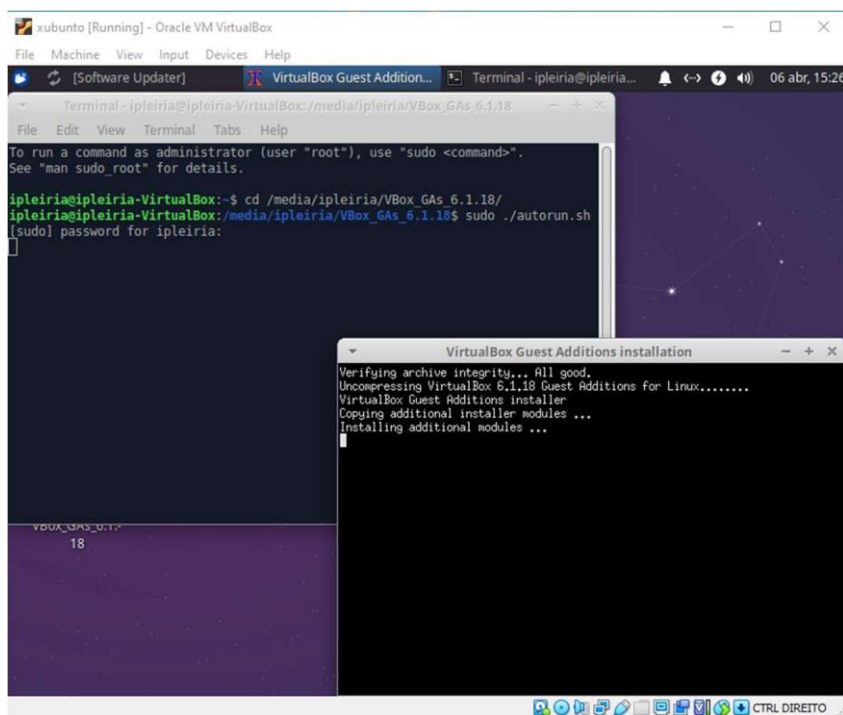 xubunto [Running] - Oracle VM VirtualBox
File Machine View Input Devices Help
[Software Updater] VirtualBox Guest Addition... Terminal - ipleiria@ipleiria... 06 abr, 15:26
Terminal - ipleiria@ipleiria-VirtualBox: /media/ipleiria/VBox_GAs_6.1.18
File Edit View Terminal Tabs Help
To run a command as administrator (user "root"), use "sudo <command>".
See "man sudo_root" for details.
ipleiria@ipleiria-VirtualBox:~$ cd /media/ipleiria/VBox_GAs_6.1.18/
ipleiria@ipleiria-VirtualBox:/media/ipleiria/VBox_GAs_6.1.18$ sudo ./autorun.sh
[sudo] password for ipleiria:
VirtualBox Guest Additions installation
Verifying archive integrity... All good.
Uncompressing VirtualBox 6.1.18 Guest Additions for Linux........
VirtualBox Guest Additions installer
Copying additional installer modules ...
Installing additional modules ...
VBox_GAs_6.1.-
18
CTRL DIREITO